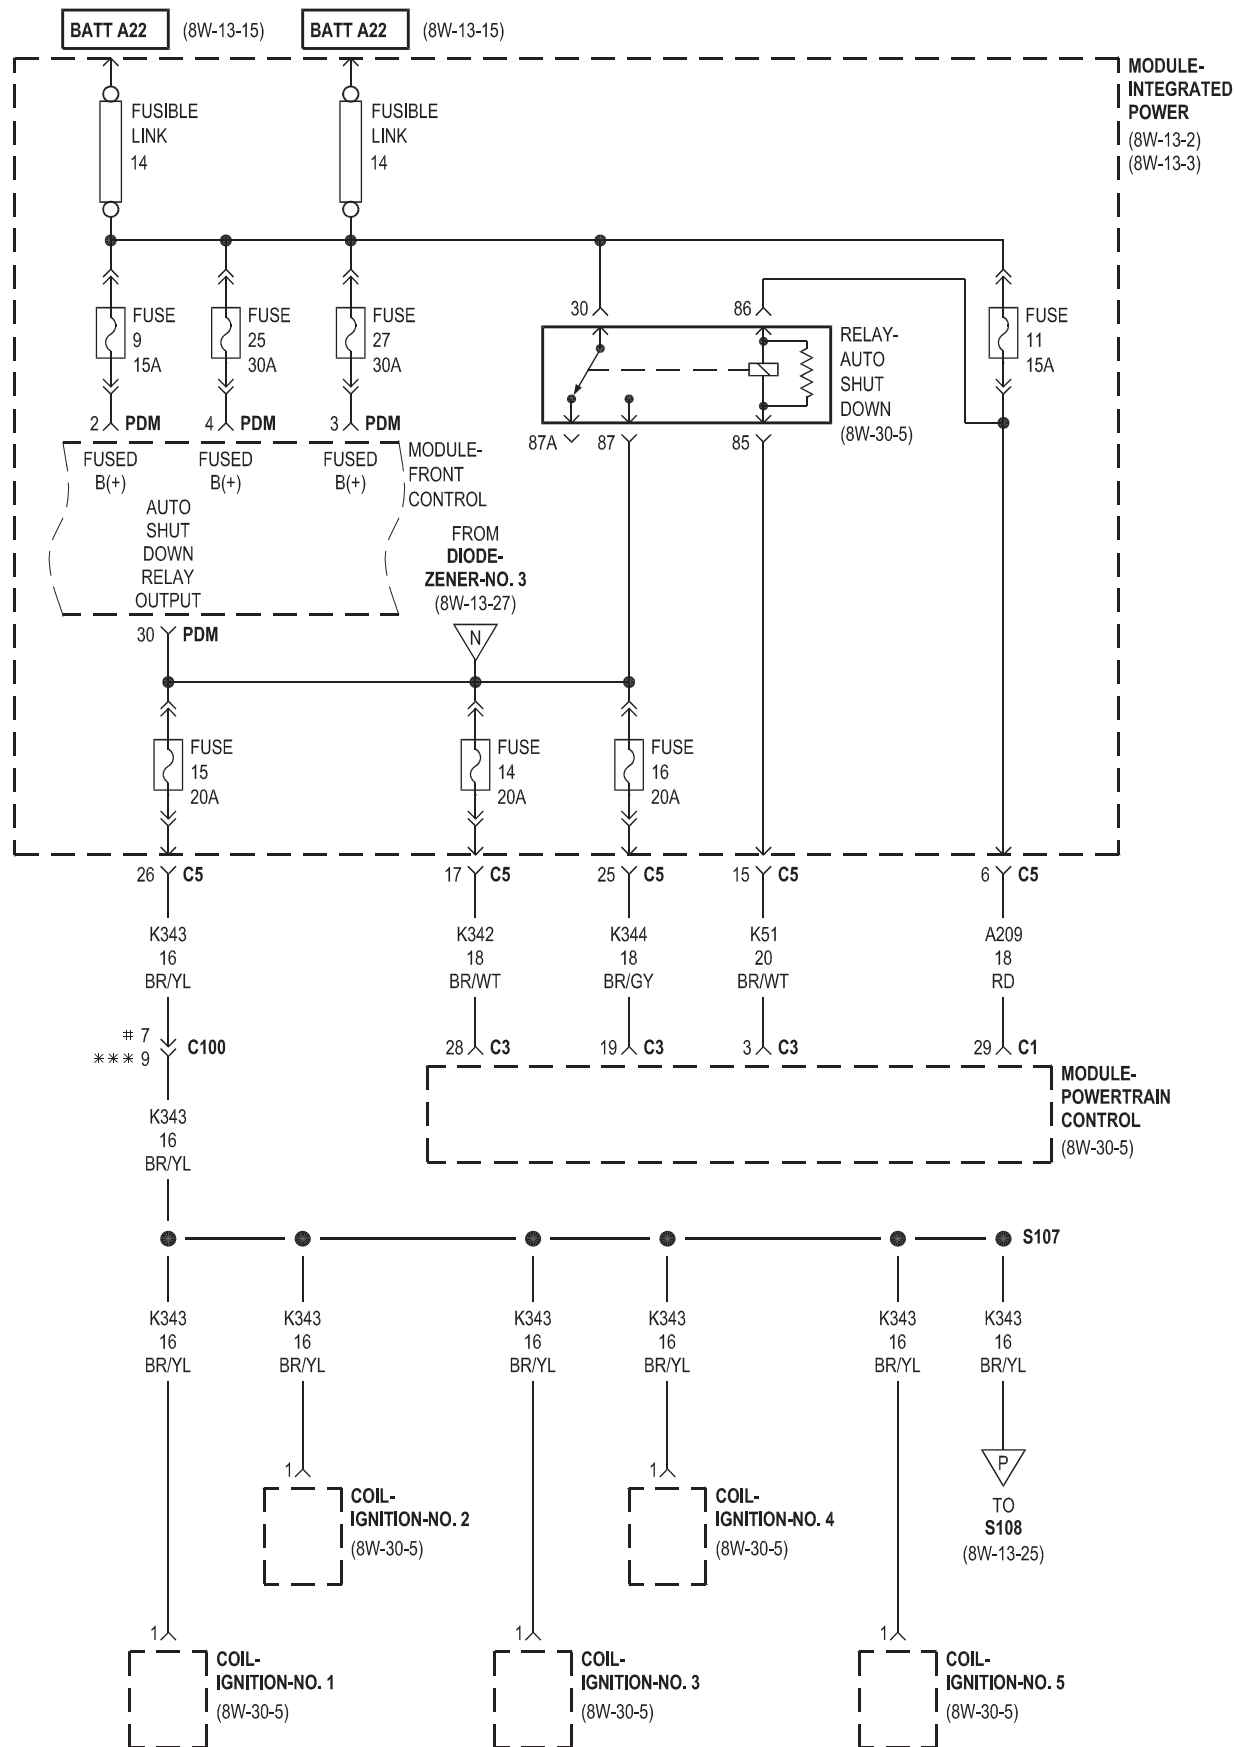 BATT A22 (8W-13-15) BATT A22 (8W-13-15)
MODULE-
INTEGRATED
POWER
(8W-13-2)
(8W-13-3)
FUSIBLE
LINK
14
FUSIBLE
LINK
14
FUSE
9
15A
FUSE
25
30A
FUSE
27
30A
30
86
RELAY-
AUTO
SHUT
DOWN
(8W-30-5)
FUSE
11
15A
87A
87
85
2 PDM
4 PDM
3 PDM
FUSED
B(+)
FUSED
B(+)
FUSED
B(+)
MODULE-
FRONT
CONTROL
AUTO
SHUT
DOWN
RELAY
OUTPUT
30 PDM
FROM
DIODE-
ZENER-NO. 3
(8W-13-27)
N
FUSE
15
20A
FUSE
14
20A
FUSE
16
20A
26 C5
17 C5
25 C5
15 C5
6 C5
K343
16
BR/YL
K342
18
BR/WT
K344
18
BR/GY
K51
20
BR/WT
A209
18
RD
# 7
*** 9
C100
28 C3
19 C3
3 C3
29 C1
MODULE-
POWERTRAIN
CONTROL
(8W-30-5)
K343
16
BR/YL
S107
K343
16
BR/YL
K343
16
BR/YL
K343
16
BR/YL
K343
16
BR/YL
K343
16
BR/YL
K343
16
BR/YL
1
COIL-
IGNITION-NO. 2
(8W-30-5)
1
COIL-
IGNITION-NO. 4
(8W-30-5)
P
TO
S108
(8W-13-25)
1
COIL-
IGNITION-NO. 1
(8W-30-5)
1
COIL-
IGNITION-NO. 3
(8W-30-5)
1
COIL-
IGNITION-NO. 5
(8W-30-5)